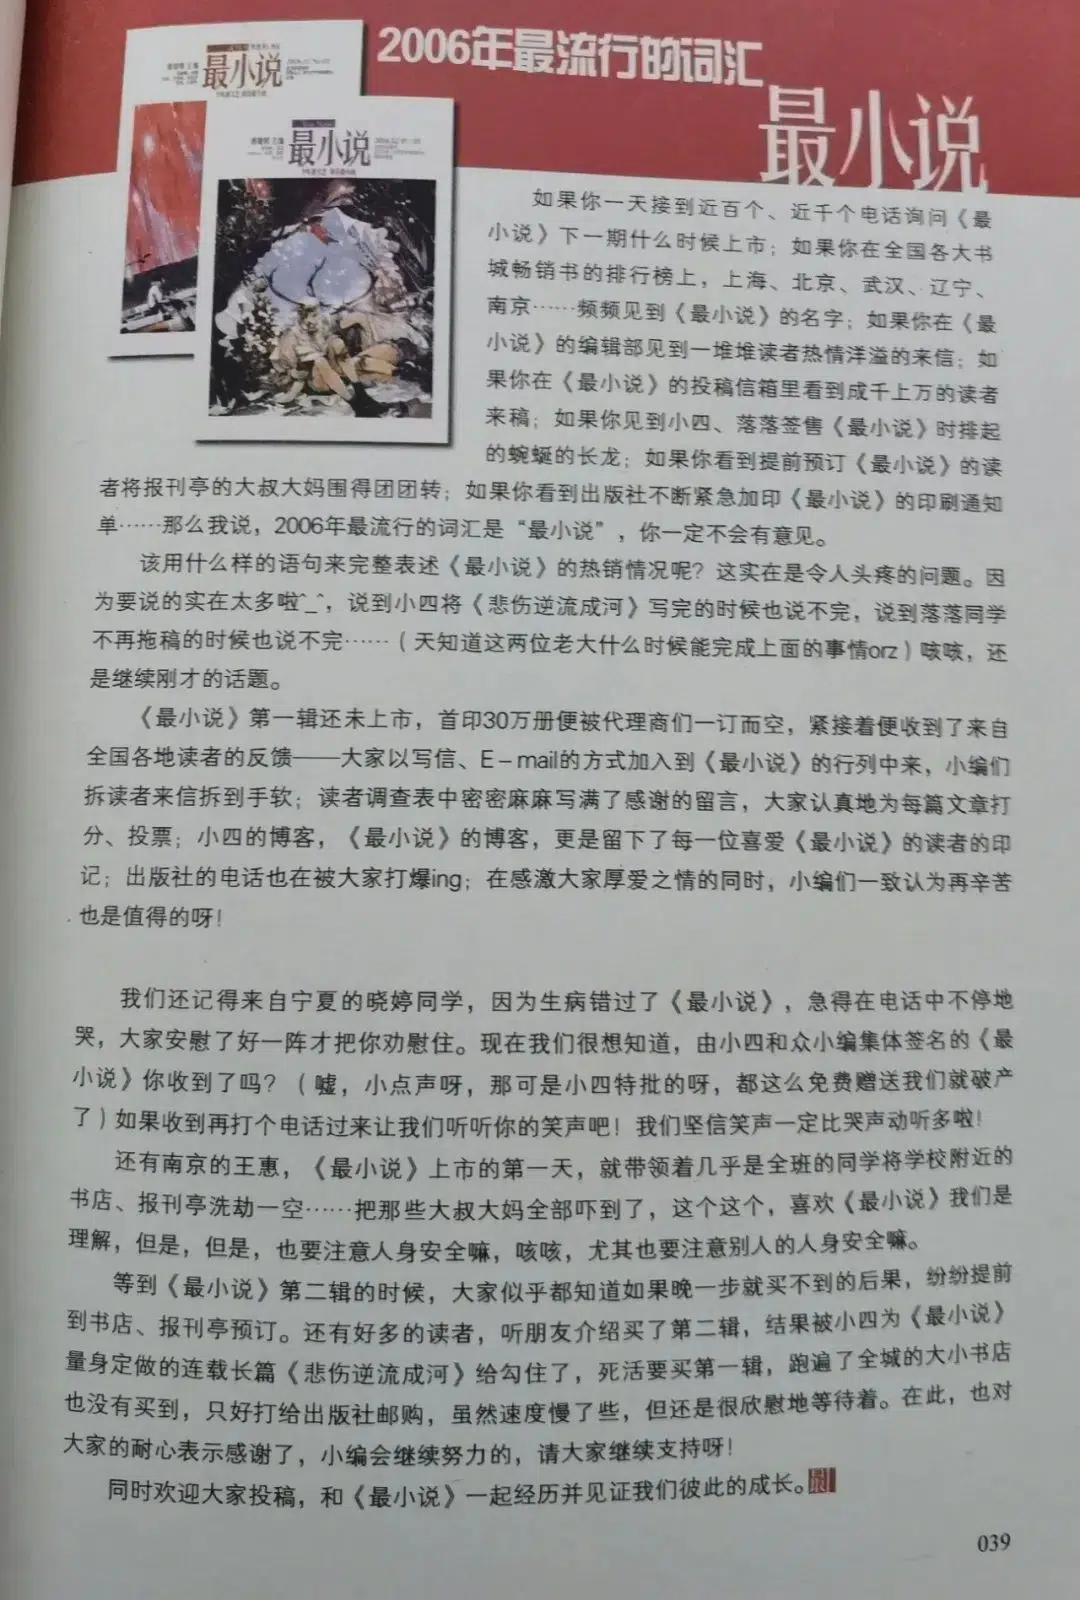 最小说
最小说
2006年最流行的词汇
最小说
如果你一天接到近百个、近千个电话询问《最
小说》下一期什么时候上市；如果你在全国各大书
城畅销书的排行榜上，上海、北京、武汉、辽宁、
南京……频频见到《最小说》的名字；如果你在《最
小说》的编辑部见到一堆堆读者热情洋溢的来信；如
果你在《最小说》的投稿信箱里看到成千上万的读者
来稿；如果你见到小四、落落签售《最小说》时排起
的蜿蜒的长龙；如果你看到提前预订《最小说》的读
者将报刊亭的大叔大妈围得团团转；如果你看到出版社不断紧急加印《最小说》的印刷通知
单……那么我说，2006年最流行的词汇是“最小说”，你一定不会有意见。
该用什么样的语句来完整表述《最小说》的热销情况呢？这实在是令人头疼的问题。因
为要说的实在太多啦^_^，说到小四将《悲伤逆流成河》写完的时候也说不完，说到落落同学
不再拖稿的时候也说不完……（天知道这两位老大什么时候能完成上面的事情orz）咳咳，还
是继续刚才的话题。
《最小说》第一辑还未上市，首印30万册便被代理商们一订而空，紧接着便收到了来自
全国各地读者的反馈——大家以写信、E-mail的方式加入到《最小说》的行列中来，小编们
拆读者来信拆到手软；读者调查表中密密麻麻写满了感谢的留言，大家认真地为每篇文章打
分、投票；小四的博客，《最小说》的博客，更是留下了每一位喜爱《最小说》的读者的印
记；出版社的电话也在被大家打爆ing；在感激大家厚爱之情的同时，小编们一致认为再辛苦
也是值得的呀！
我们还记得来自宁夏的晓婷同学，因为生病错过了《最小说》，急得在电话中不停地
哭，大家安慰了好一阵才把你劝慰住。现在我们很想知道，由小四和众小编集体签名的《最
小说》你收到了吗？（嘘，小点声呀，那可是小四特批的呀，都这么免费赠送我们就破产
了）如果收到再打个电话过来让我们听听你的笑声吧！我们坚信笑声一定比哭声动听多啦！
还有南京的王惠，《最小说》上市的第一天，就带领着几乎是全班的同学将学校附近的
书店、报刊亭洗劫一空……把那些大叔大妈全部吓到了，这个这个，喜欢《最小说》我们是
理解，但是，但是，也要注意人身安全嘛，咳咳，尤其也要注意别人的人身安全嘛。
等到《最小说》第二辑的时候，大家似乎都知道如果晚一步就买不到的后果，纷纷提前
到书店、报刊亭预订。还有好多的读者，听朋友介绍买了第二辑，结果被小四为《最小说》
量身定做的连载长篇《悲伤逆流成河》给勾住了，死活要买第一辑，跑遍了全城的大小书店
也没有买到，只好打给出版社邮购，虽然速度慢了些，但还是很欣慰地等待着。在此，也对
大家的耐心表示感谢了，小编会继续努力的，请大家继续支持呀！
同时欢迎大家投稿，和《最小说》一起经历并见证我们彼此的成长。最
039